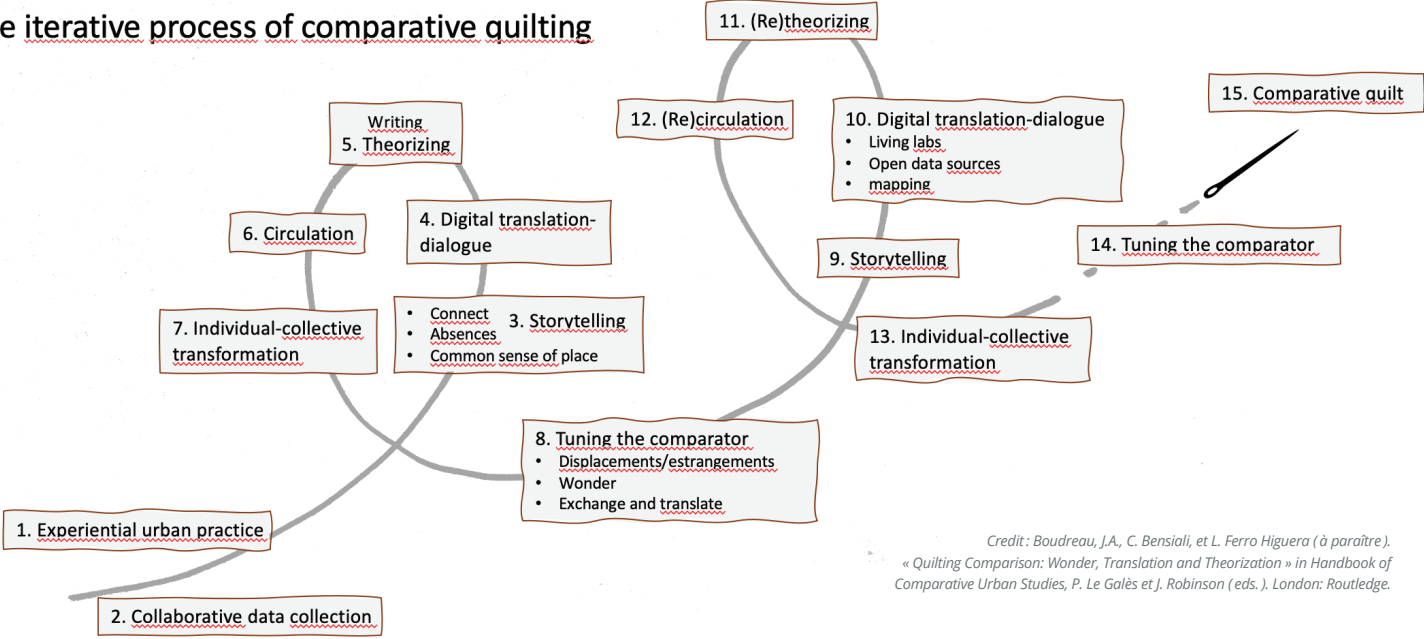 e iterative process of comparative quilting
11. (Re)theorizing
15. Comparative quilt
12. (Re)circulation
10. Digital translation-dialogue
• Living labs
• Open data sources
• mapping
Writing
5. Theorizing
4. Digital translation-
dialogue
6. Circulation
14. Tuning the comparator
9. Storytelling
7. Individual-collective
transformation
• Connect
• Absences
• Common sense of place
3. Storytelling
13. Individual-collective
transformation
8. Tuning the comparator
• Displacements/estrangements
• Wonder
• Exchange and translate
1. Experiential urban practice
2. Collaborative data collection
Credit : Boudreau, J.A., C. Bensiali, et L. Ferro Higuera ( à paraître ).
« Quilting Comparison: Wonder, Translation and Theorization » in Handbook of
Comparative Urban Studies, P. Le Galès et J. Robinson ( eds. ). London: Routledge.